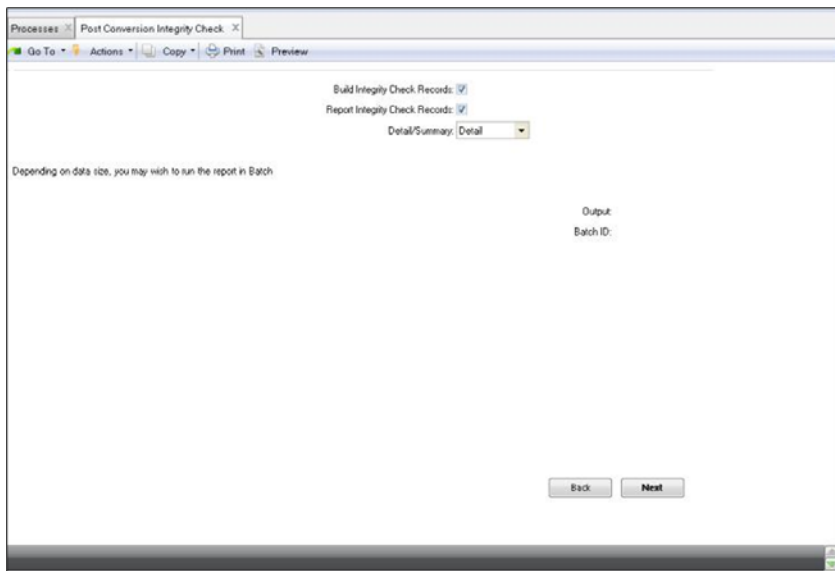 Processes Post Conversion Integrity Check
Go To Actions Copy Print Preview
Build Integrity Check Records:
Report Integrity Check Records:
Detail/Summary: Detail
Depending on data size, you may wish to run the report in Batch
Output:
Batch ID:
Back Next